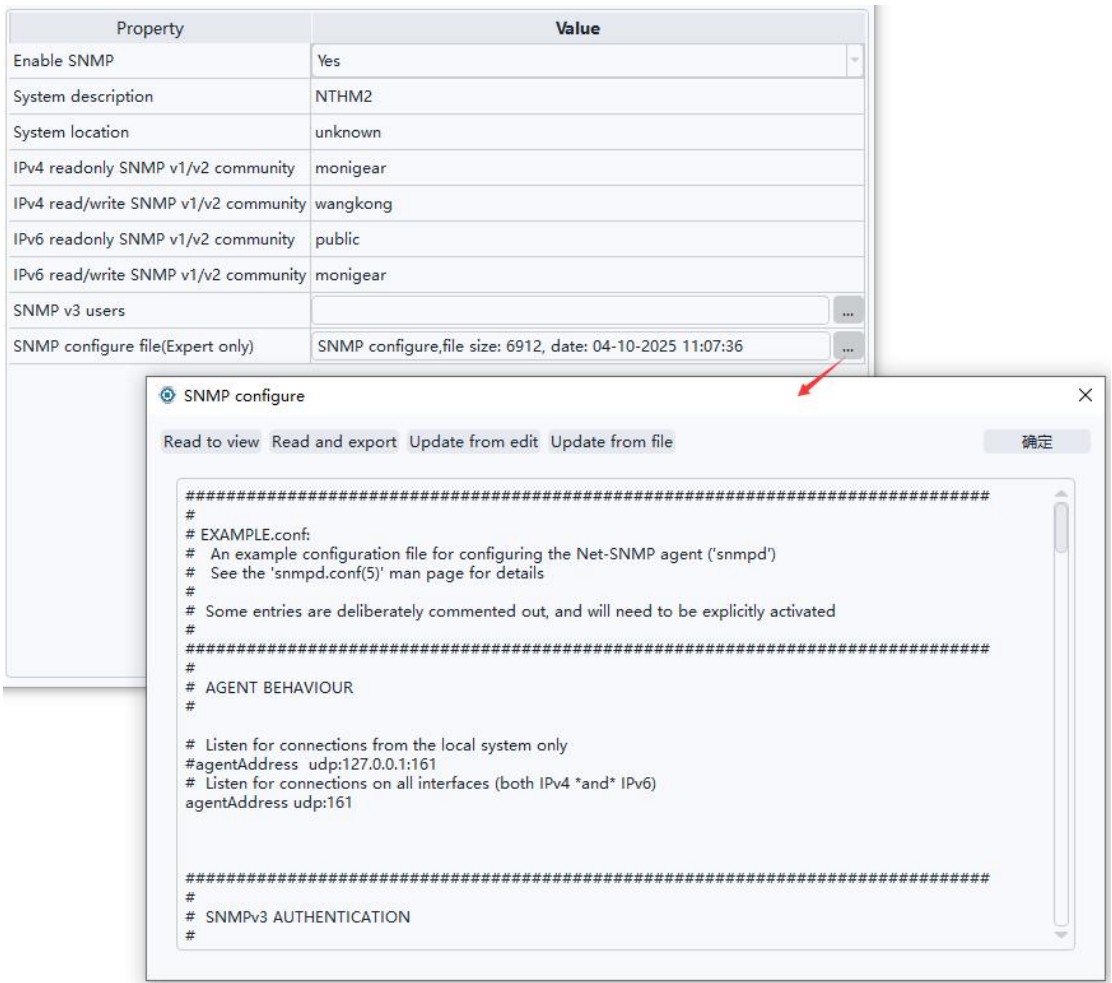 Property Value
Enable SNMP Yes
System description NTHM2
System location unknown
IPv4 readonly SNMP v1/v2 community monigear
IPv4 read/write SNMP v1/v2 community wangkong
IPv6 readonly SNMP v1/v2 community public
IPv6 read/write SNMP v1/v2 community monigear
SNMP v3 users ...
SNMP configure file(Expert only) SNMP configure,file size: 6912, date: 04-10-2025 11:07:36 ...
SNMP configure
Read to view Read and export Update from edit Update from file 确定
###############################################################################
#
# EXAMPLE.conf:
#   An example configuration file for configuring the Net-SNMP agent ('snmpd')
#   See the 'snmpd.conf(5)' man page for details
#
#  Some entries are deliberately commented out, and will need to be explicitly activated
#
###############################################################################
#
#  AGENT BEHAVIOUR
#
#  Listen for connections from the local system only
#agentAddress  udp:127.0.0.1:161
#  Listen for connections on all interfaces (both IPv4 *and* IPv6)
agentAddress udp:161
###############################################################################
#
#  SNMPv3 AUTHENTICATION
#